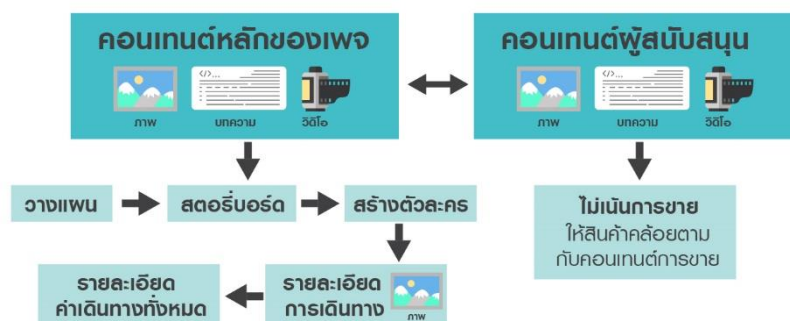 คอนเทนต์หลักของเพจ
ภาพ
บทความ
วิดีโอ
คอนเทนต์ผู้สนับสนุน
ภาพ
บทความ
วิดีโอ
วางแผน
สตอรี่บอร์ด
สร้างตัวละคร
ไม่เน้นการขาย
ให้สินค้าคล้อยตาม
กับคอนเทนต์การขาย
รายละเอียด
ค่าเดินทางทั้งหมด
รายละเอียด
การเดินทาง
ภาพ